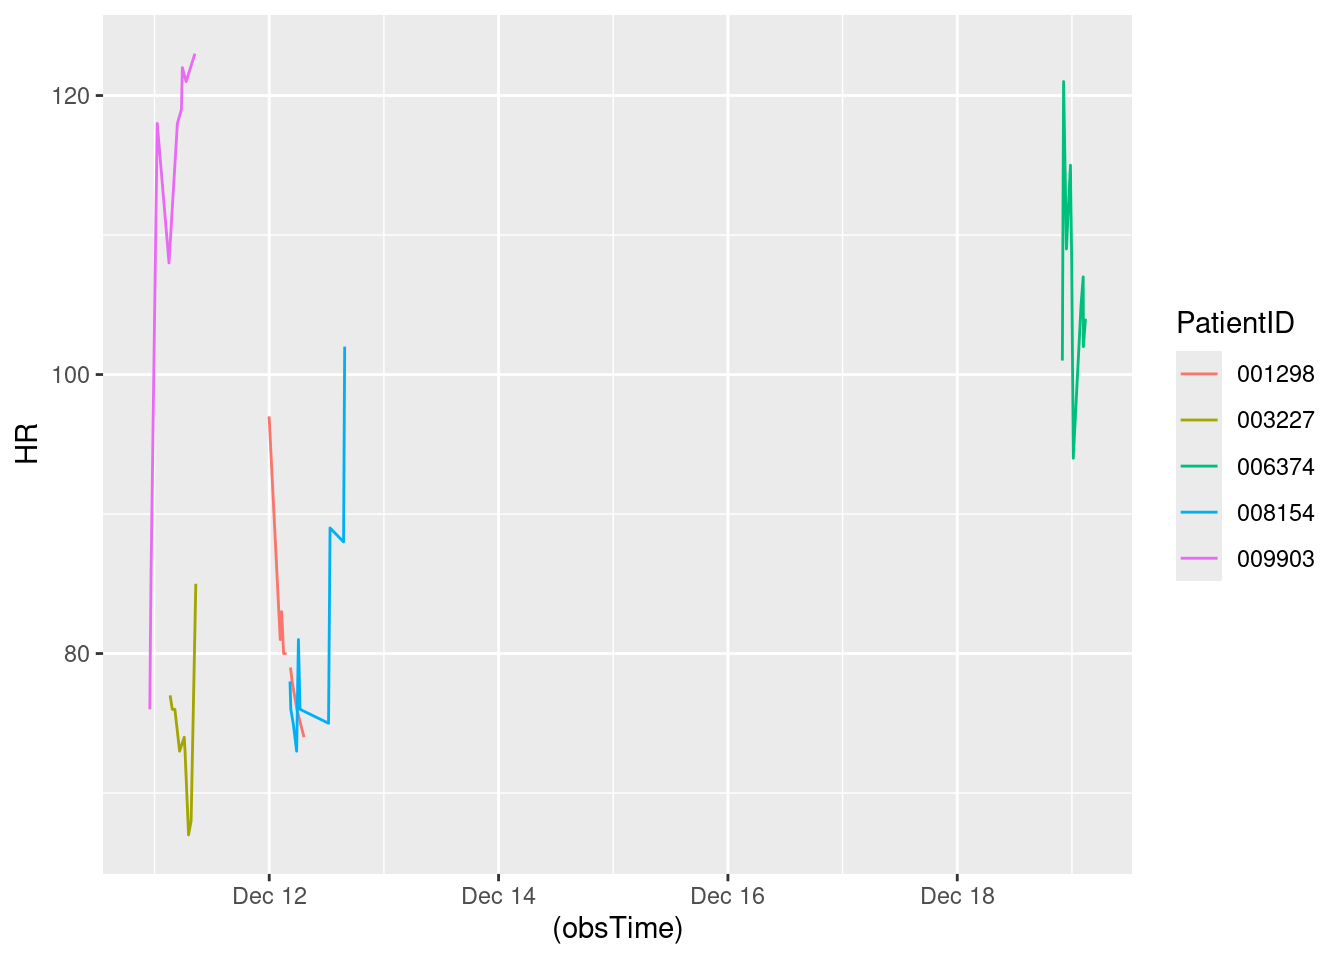 120
100
80
HR
Dec 12
Dec 14
Dec 16
Dec 18
(obsTime)
PatientID
001298
003227
006374
008154
009903